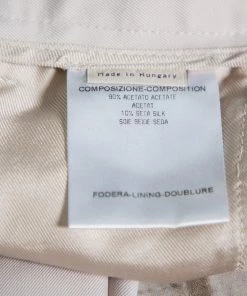 Made in Hungary
COMPOSIZIONE-COMPOSITION
90% ACETATO ACETATE
ACETAT
10% SETA SILK
SOIE SEIDE SEDA
FODERA-LINING-DOUBLURE